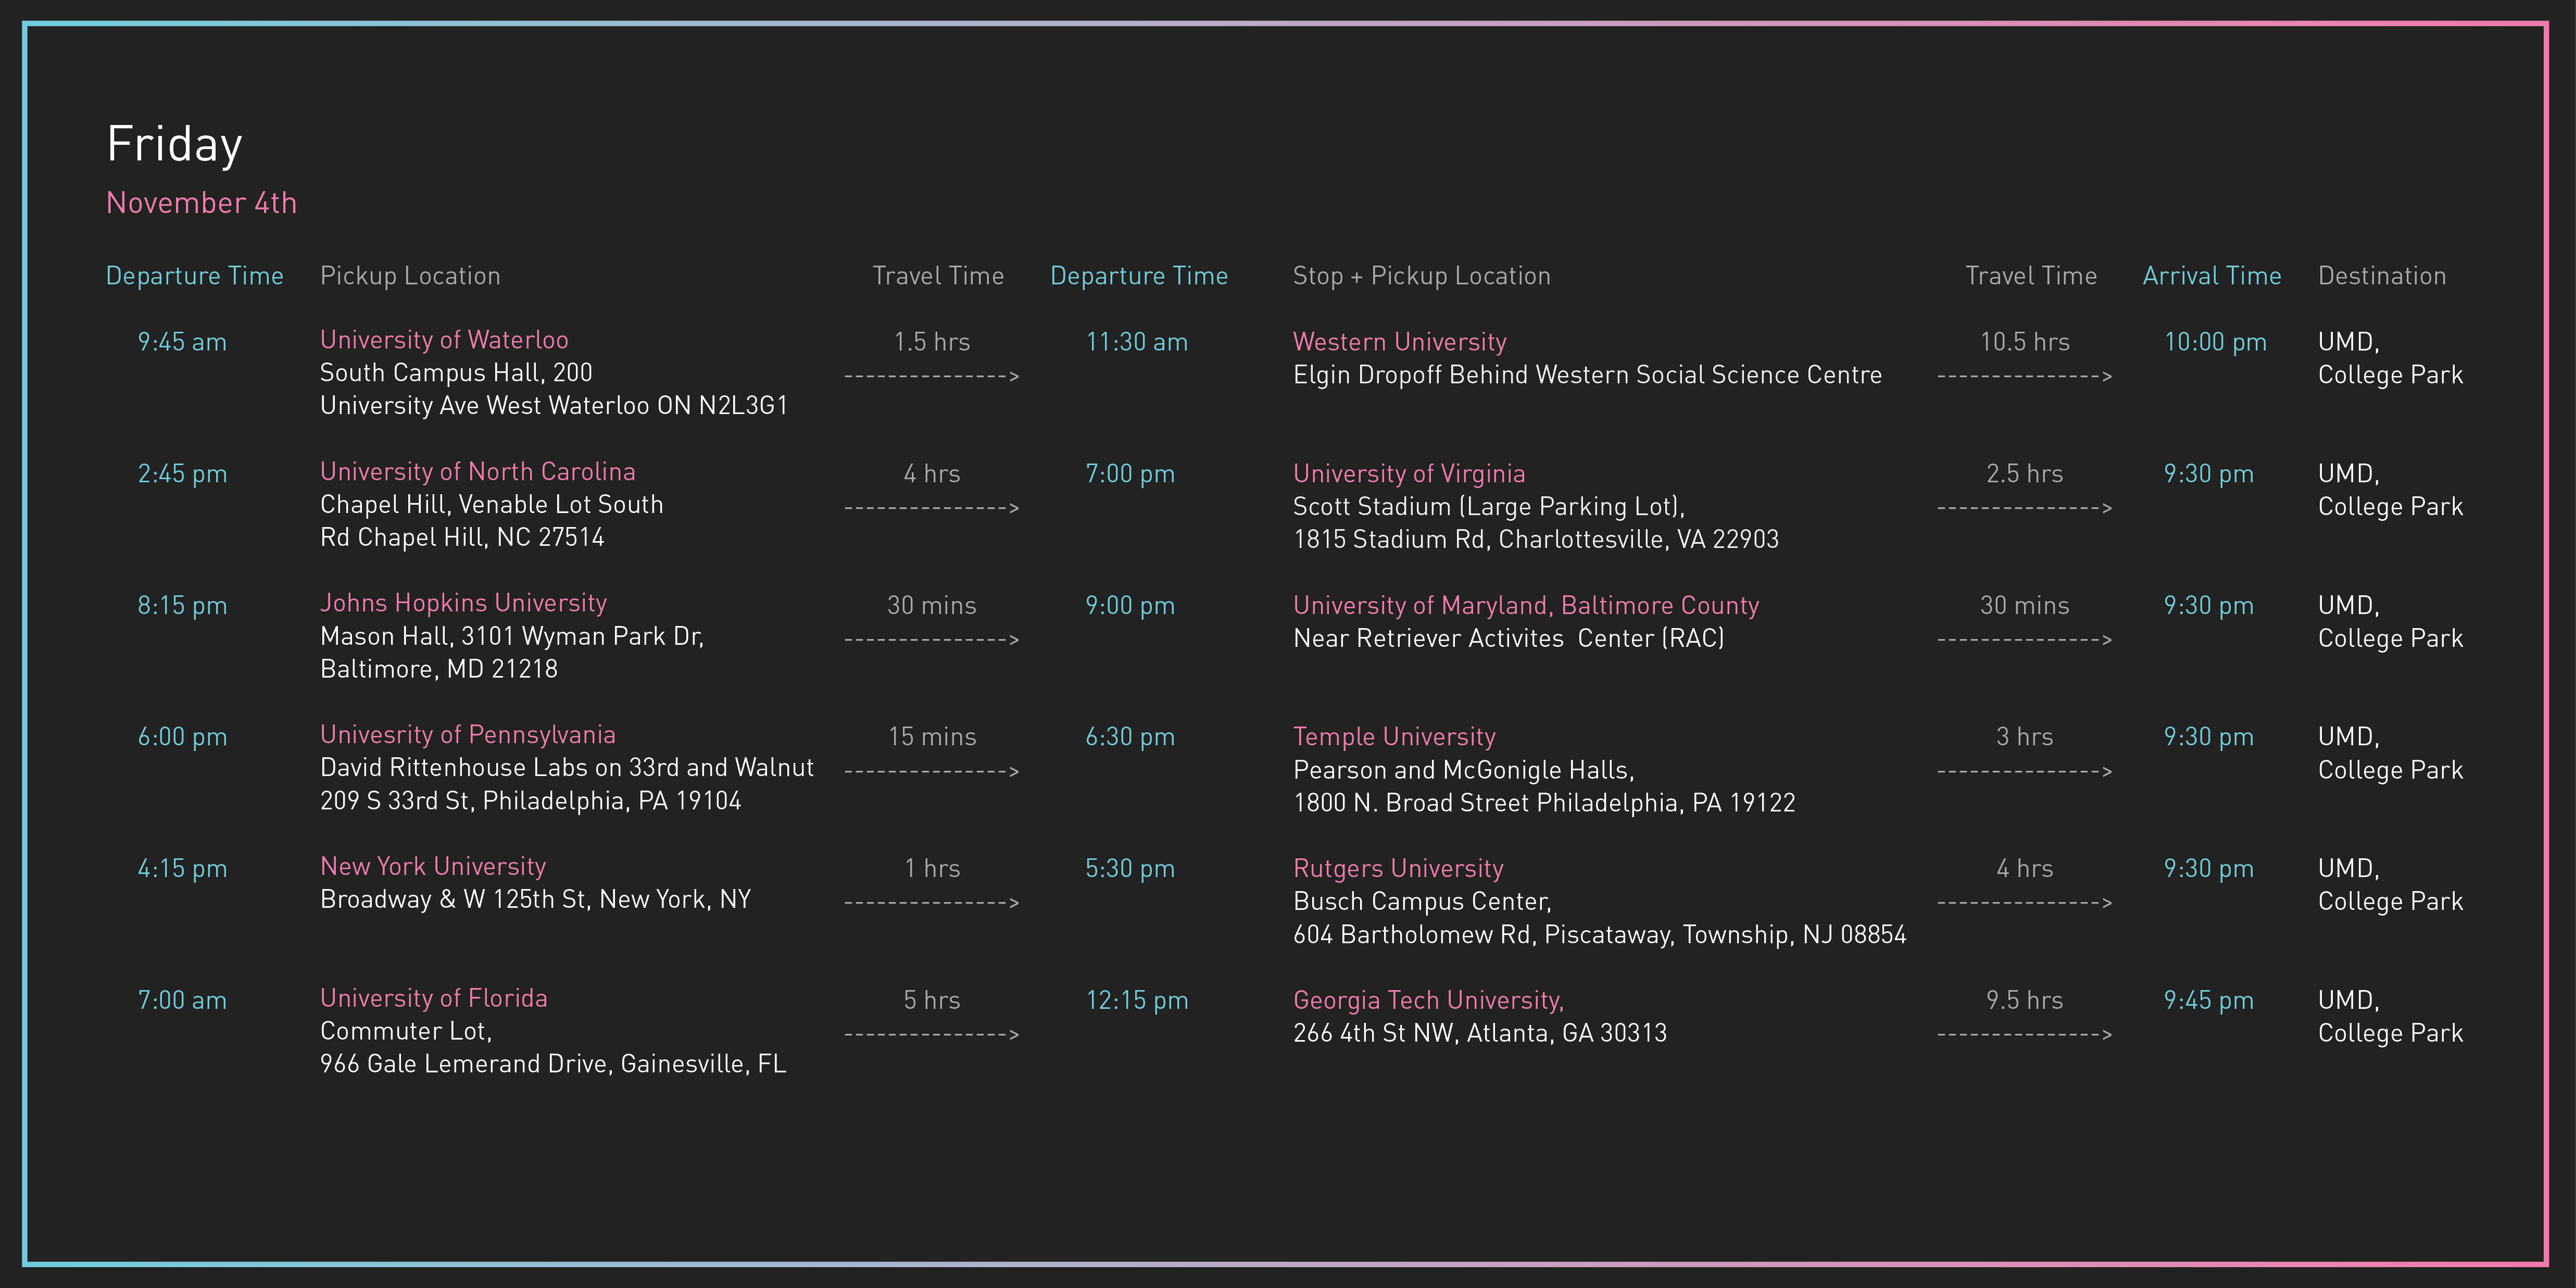 Friday
November 4th
Departure Time Pickup Location Travel Time Departure Time Stop + Pickup Location Travel Time Arrival Time Destination
9:45 am University of Waterloo 1.5 hrs 11:30 am Western University 10.5 hrs 10:00 pm UMD,
South Campus Hall, 200 ---------------> Elgin Dropoff Behind Western Social Science Centre ---------------> College Park
University Ave West Waterloo ON N2L3G1
2:45 pm University of North Carolina 4 hrs 7:00 pm University of Virginia 2.5 hrs 9:30 pm UMD,
Chapel Hill, Venable Lot South ---------------> Scott Stadium (Large Parking Lot), ---------------> College Park
Rd Chapel Hill, NC 27514 1815 Stadium Rd, Charlottesville, VA 22903
8:15 pm Johns Hopkins University 30 mins 9:00 pm University of Maryland, Baltimore County 30 mins 9:30 pm UMD,
Mason Hall, 3101 Wyman Park Dr, ---------------> Near Retriever Activites Center (RAC) ---------------> College Park
Baltimore, MD 21218
6:00 pm Univesrity of Pennsylvania 15 mins 6:30 pm Temple University 3 hrs 9:30 pm UMD,
David Rittenhouse Labs on 33rd and Walnut ---------------> Pearson and McGonigle Halls, ---------------> College Park
209 S 33rd St, Philadelphia, PA 19104 1800 N. Broad Street Philadelphia, PA 19122
4:15 pm New York University 1 hrs 5:30 pm Rutgers University 4 hrs 9:30 pm UMD,
Broadway & W 125th St, New York, NY ---------------> Busch Campus Center, ---------------> College Park
604 Bartholomew Rd, Piscataway, Township, NJ 08854
7:00 am University of Florida 5 hrs 12:15 pm Georgia Tech University, 9.5 hrs 9:45 pm UMD,
Commuter Lot, ---------------> 266 4th St NW, Atlanta, GA 30313 ---------------> College Park
966 Gale Lemerand Drive, Gainesville, FL